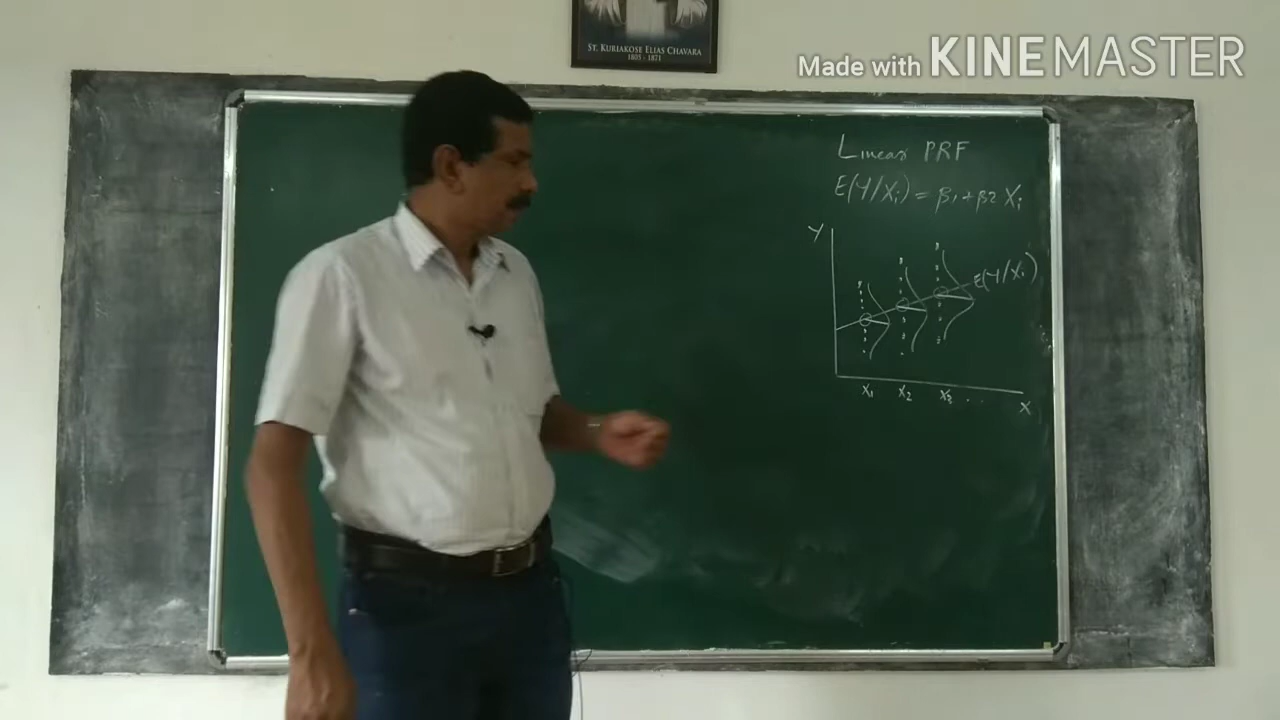 ST. KURIAKOSE ELIAS CHAVARA
1805 - 1871
Made with KINEMASTER
Linear PRF
E(Y/Xi) = β1 + β2 Xi
Y
E(Y/Xi)
X1 X2 X3 . . .
X